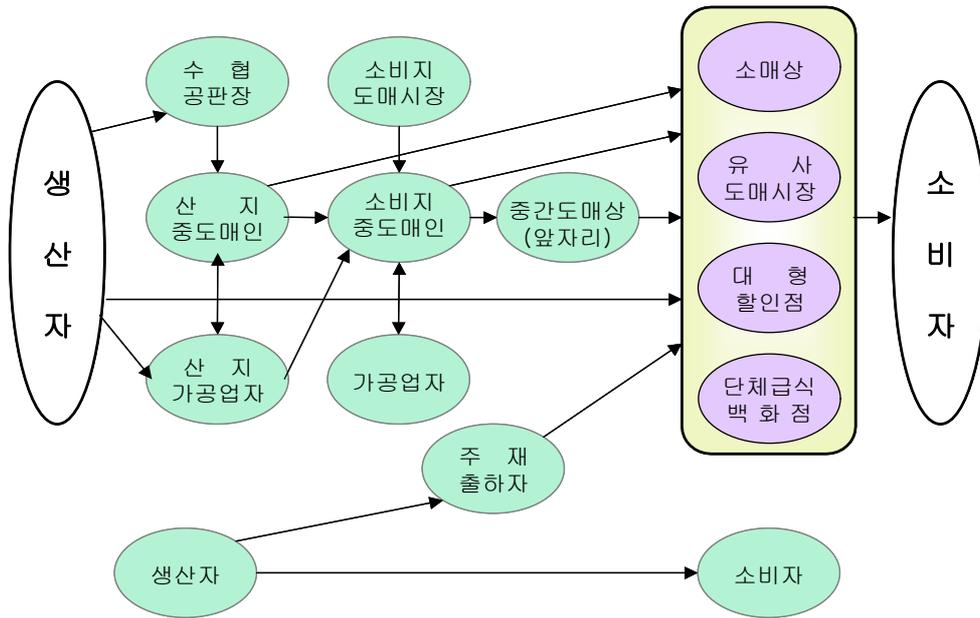 생
산
자
수 협
공판장
소비지
도매시장
산 지
중도매인
소비지
중도매인
중간도매상
(앞자리)
산 지
가공업자
가공업자
주 재
출하자
생산자
소비자
소매상
유 사
도매시장
대 형
할인점
단체급식
백 화 점
소
비
자